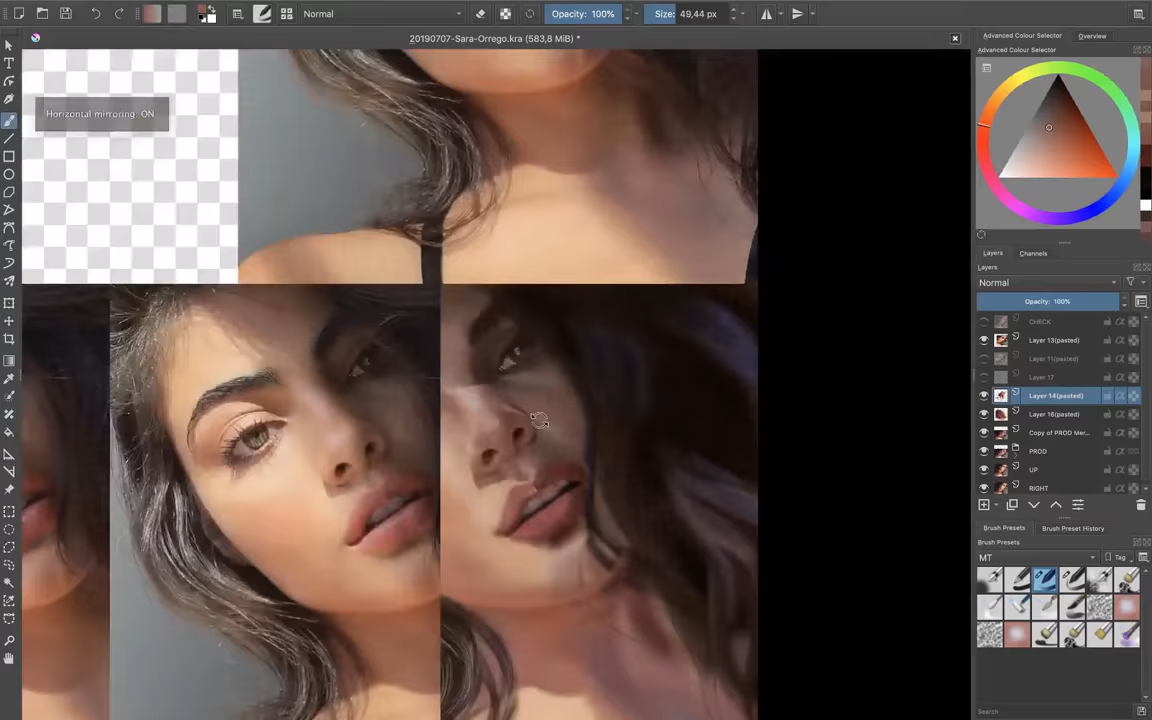 Normal
Opacity: 100%
Size: 49,44 px
20190707-Sara-Orrego.kra (583,8 MiB) *
Horizontal mirroring: ON
Advanced Colour Selector
Overview
Advanced Colour Selector
Layers
Channels
Layers
Normal
Opacity: 100%
CHECK
Layer 13(pasted)
Layer 11(pasted)
Layer 17
Layer 14(pasted)
Layer 16(pasted)
Copy of PROD Mer...
PROD
UP
RIGHT
Brush Presets
Brush Preset History
Brush Presets
MT
Tag
Search